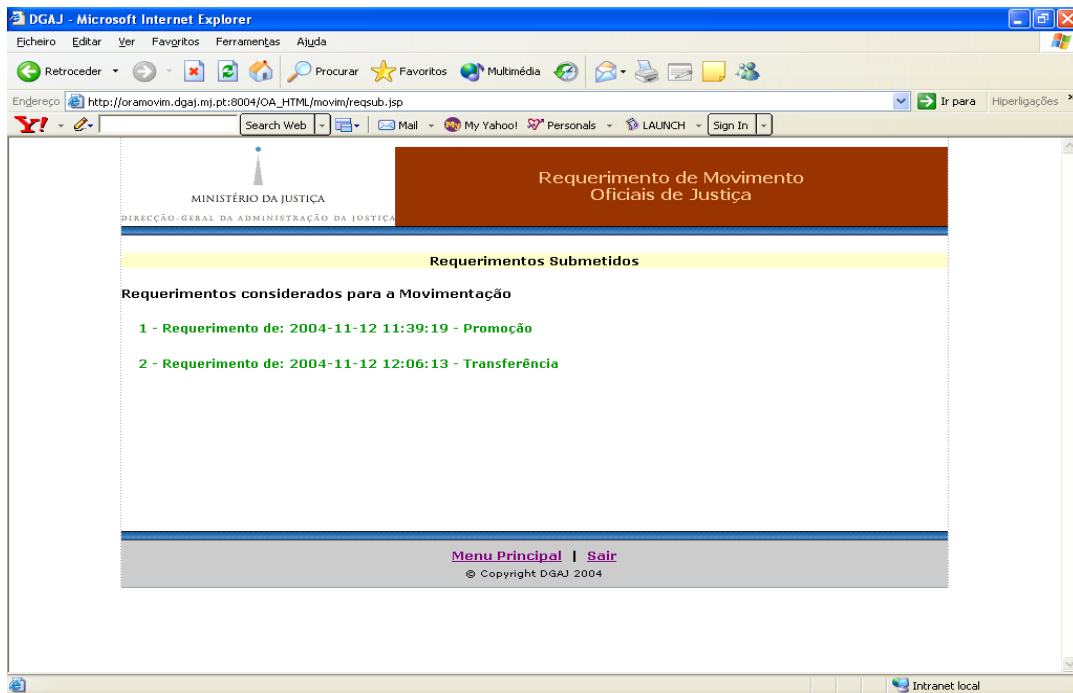 DGAJ - Microsoft Internet Explorer
Ficheiro Editar Ver Favoritos Ferramentas Ajuda
Retroceder Procurar Favoritos Multimédia
Endereço http://oramovim.dgaj.mj.pt:8004/OA_HTML/movim/reqsub.jsp Ir para Hiperligações »
Y! Search Web Mail My Yahoo! Personals LAUNCH Sign In
MINISTÉRIO DA JUSTIÇA
DIRECÇÃO-GERAL DA ADMINISTRAÇÃO DA JUSTIÇA
Requerimento de Movimento
Oficiais de Justiça
Requerimentos Submetidos
Requerimentos considerados para a Movimentação
1 - Requerimento de: 2004-11-12 11:39:19 - Promoção
2 - Requerimento de: 2004-11-12 12:06:13 - Transferência
Menu Principal | Sair
© Copyright DGAJ 2004
Intranet local